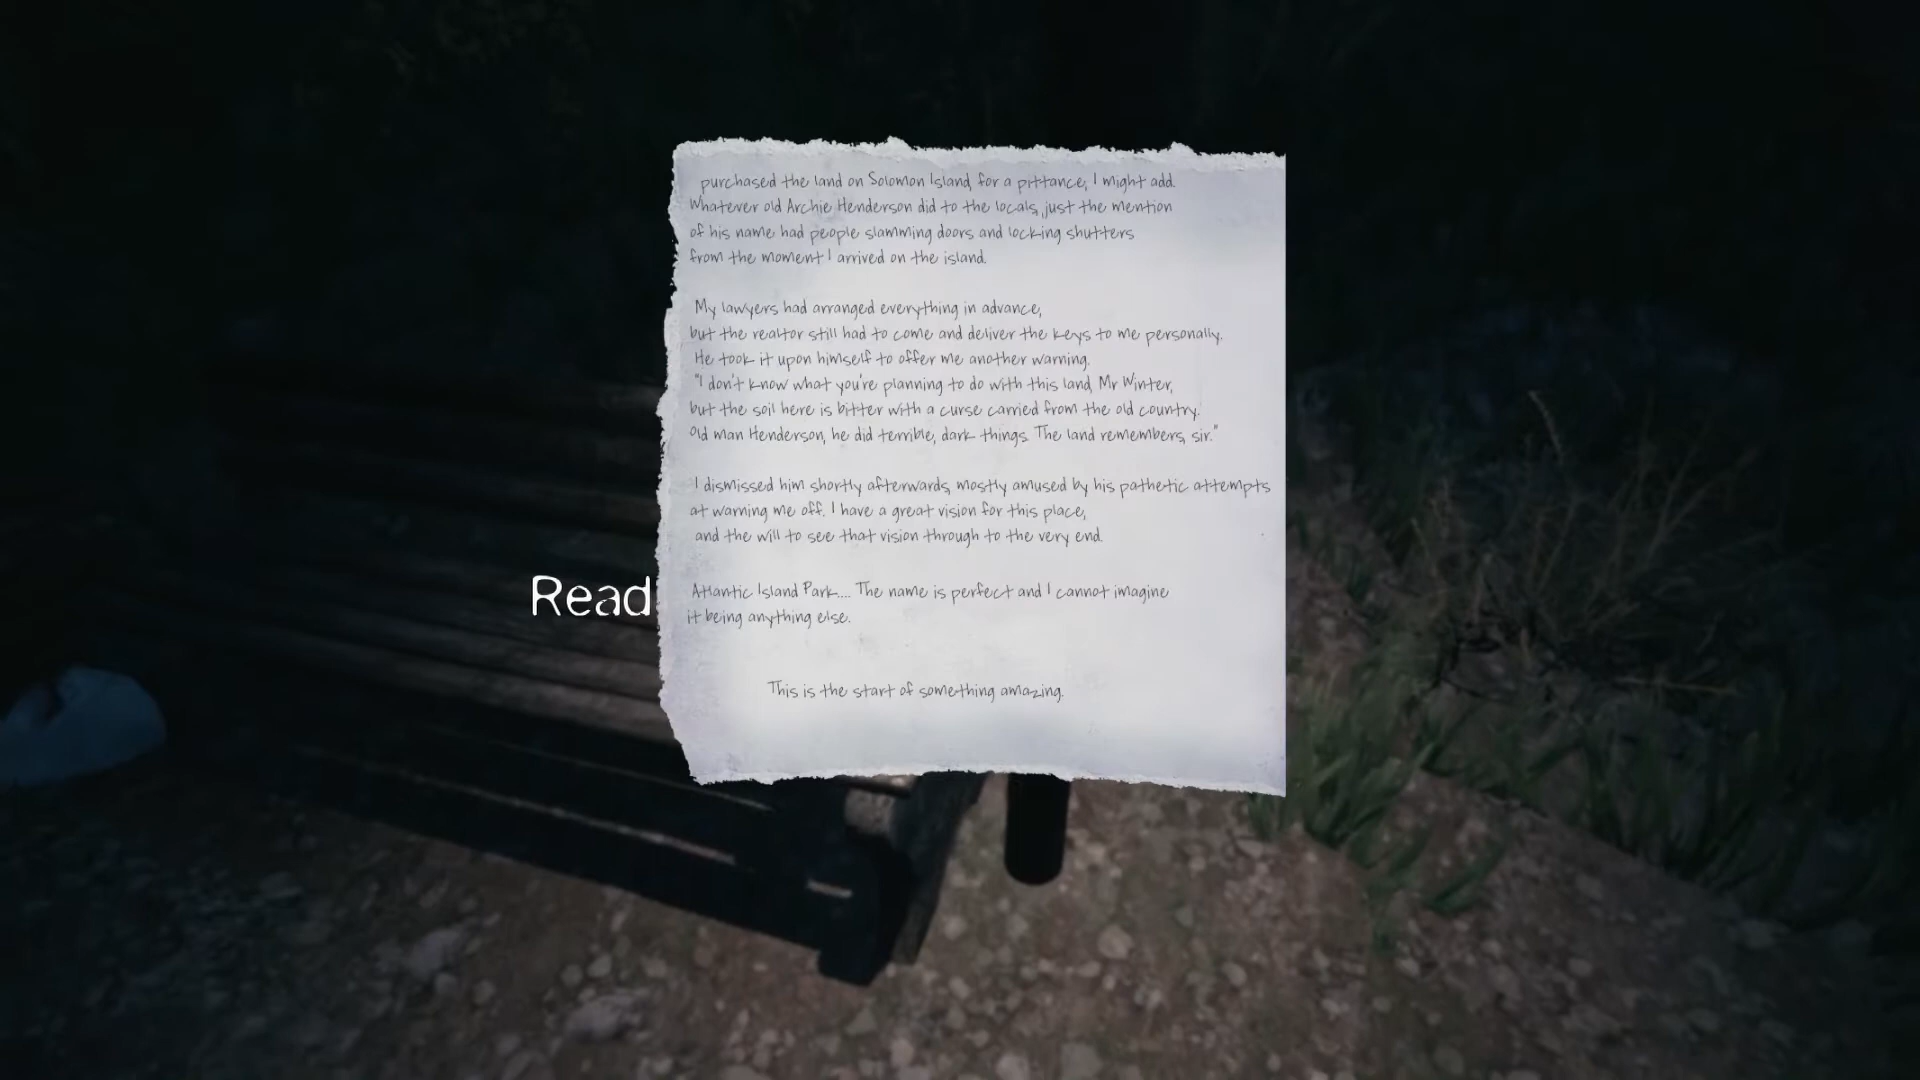 purchased the land on Solomon Island, for a pittance, I might add.
Whatever old Archie Henderson did to the locals, just the mention
of his name had people slamming doors and locking shutters
from the moment I arrived on the island.
My lawyers had arranged everything in advance,
but the realtor still had to come and deliver the keys to me personally.
He took it upon himself to offer me another warning.
"I don't know what you're planning to do with this land, Mr Winter,
but the soil here is bitter with a curse carried from the old country.
Old man Henderson, he did terrible, dark things. The land remembers, sir."
I dismissed him shortly afterwards, mostly amused by his pathetic attempts
at warning me off. I have a great vision for this place,
and the will to see that vision through to the very end.
Read
Atlantic Island Park.... The name is perfect and I cannot imagine
it being anything else.
This is the start of something amazing.